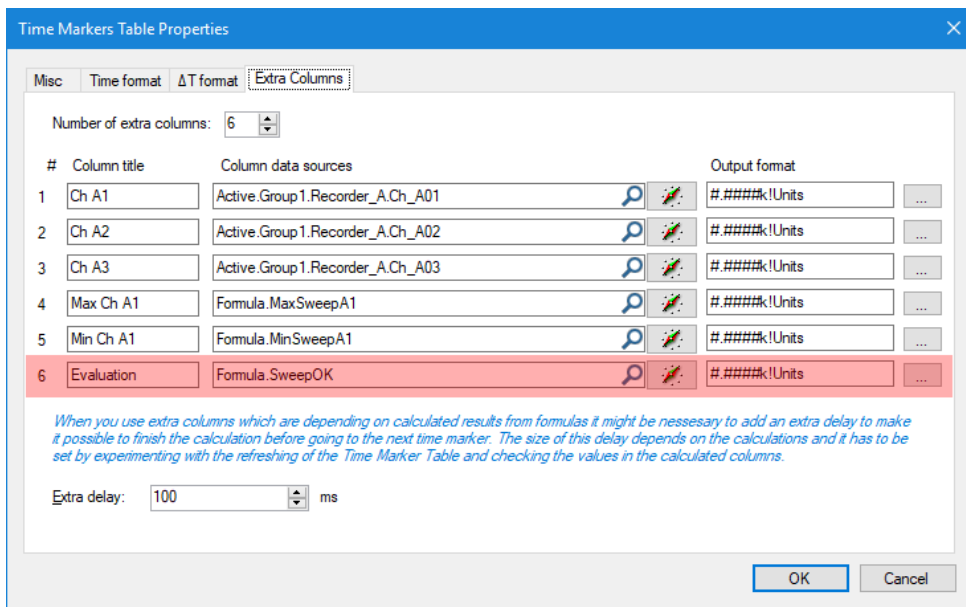 Time Markers Table Properties
Misc Time format ΔT format Extra Columns
Number of extra columns: 6
# Column title Column data sources Output format
1 Ch A1 Active.Group1.Recorder_A.Ch_A01 #.####k!Units ...
2 Ch A2 Active.Group1.Recorder_A.Ch_A02 #.####k!Units ...
3 Ch A3 Active.Group1.Recorder_A.Ch_A03 #.####k!Units ...
4 Max Ch A1 Formula.MaxSweepA1 #.####k!Units ...
5 Min Ch A1 Formula.MinSweepA1 #.####k!Units ...
6 Evaluation Formula.SweepOK #.####k!Units ...
When you use extra columns which are depending on calculated results from formulas it might be nessesary to add an extra delay to make
it possible to finish the calculation before going to the next time marker. The size of this delay depends on the calculations and it has to be
set by experimenting with the refreshing of the Time Marker Table and checking the values in the calculated columns.
Extra delay: 100 ms
OK Cancel